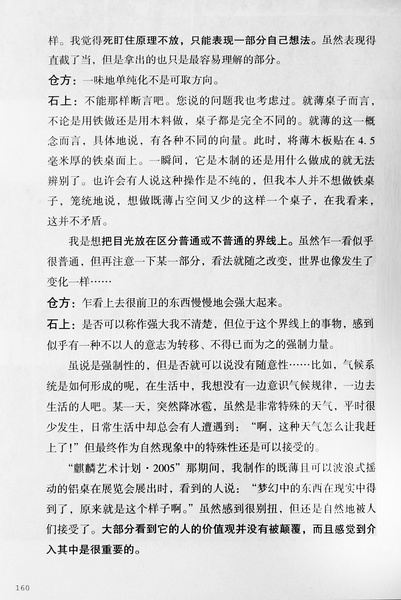 样。我觉得死盯住原理不放，只能表现一部分自己想法。虽然表现得
直截了当，但是拿出的也只是最容易理解的部分。
仓方：一味地单纯化不是可取方向。
石上：不能那样断言吧。您说的问题我也考虑过。就薄桌子而言，
不论是用铁做还是用木料做，桌子都是完全不同的。就薄的这一概
念而言，具体地说，有各种不同的向量。此时，将薄木板贴在 4.5
毫米厚的铁桌面上。一瞬间，它是木制的还是用什么做成的就无法
辨别了。也许会有人说这种操作是不纯的，但我本人并不想做铁桌
子，笼统地说，想做既薄占空间又少的这样一个桌子，在我看来，
这并不矛盾。
我是想把目光放在区分普通或不普通的界线上。虽然乍一看似乎
很普通，但再注意一下某一部分，看法就随之改变，世界也像发生了
变化一样……
仓方：乍看上去很前卫的东西慢慢地会强大起来。
石上：是否可以称作强大我不清楚，但位于这个界线上的事物，感到
似乎有一种不以人的意志为转移、不得已而为之的强制力量。
虽说是强制性的，但是否就可以说没有随意性……比如，气候系
统是如何形成的呢，在生活中，我想没有一边意识气候规律，一边去
生活的人吧。某一天，突然降冰雹，虽然是非常特殊的天气，平时很
少发生，日常生活中却总会有人遭遇到：“啊，这种天气怎么让我赶
上了！”但最终作为自然现象中的特殊性还是可以接受的。
“麒麟艺术计划·2005”那期间，我制作的既薄且可以波浪式摇
动的铝桌在展览会展出时，看到的人说：“梦幻中的东西在现实中得
到了，原来就是这个样子啊。”虽然感到很别扭，但还是自然地被人
们接受了。大部分看到它的人的价值观并没有被颠覆，而且感觉到介
入其中是很重要的。
160